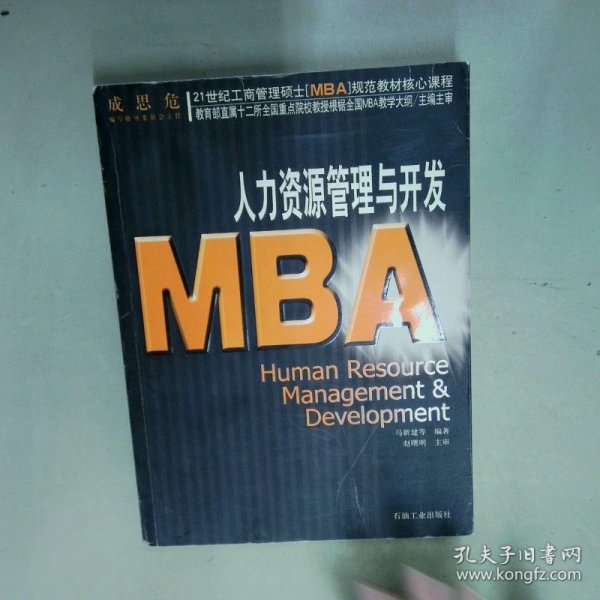 成思危
编写指导委员会主任
21世纪工商管理硕士[MBA]规范教材核心课程
教育部直属十二所全国重点院校教授根据全国MBA教学大纲/主编主审
人力资源管理与开发
MBA
Human Resource
Management &
Development
马新建等 编著
赵曙明 主审
石油工业出版社
孔夫子旧书网
www.kongfz.com